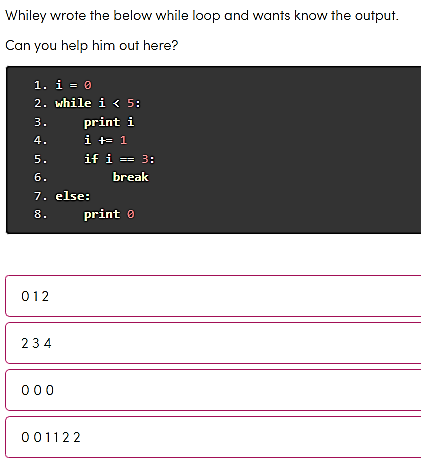 Whiley wrote the below while loop and wants know the output.
Can you help him out here?
1. i = 0
2. while i < 5:
3.     print i
4.     i += 1
5.     if i == 3:
6.         break
7. else:
8.     print 0
0 1 2
2 3 4
0 0 0
0 0 1 1 2 2